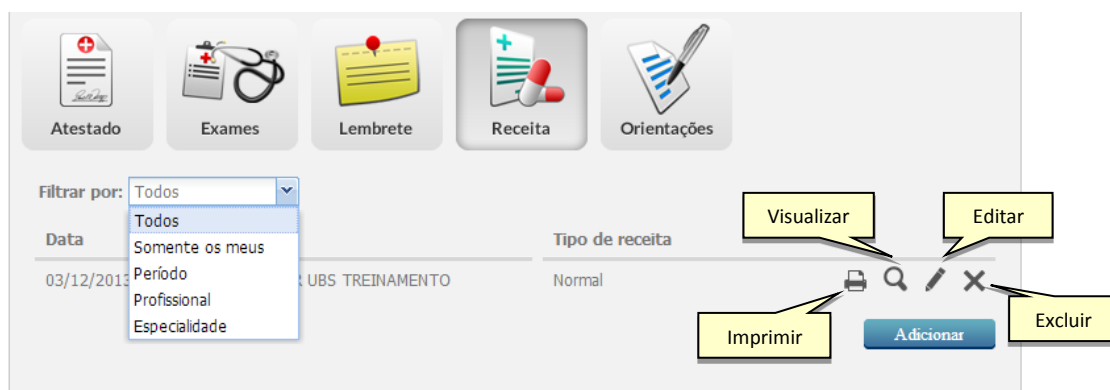 Atestado
Exames
Lembrete
Receita
Orientações
Filtrar por: Todos
Todos
Somente os meus
Período
Profissional
Especialidade
Data
Tipo de receita
03/12/2013
UBS TREINAMENTO
Normal
Visualizar
Editar
Imprimir
Excluir
Adicionar